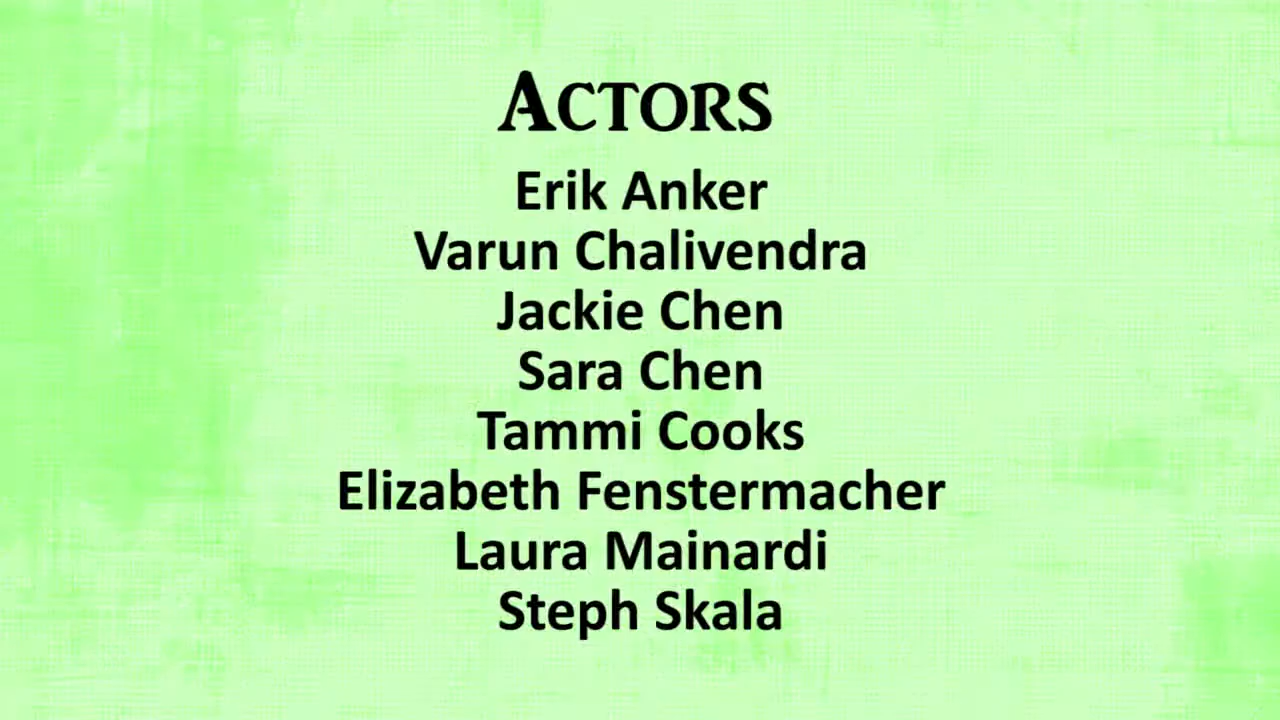 Actors
Erik Anker
Varun Chalivendra
Jackie Chen
Sara Chen
Tammi Cooks
Elizabeth Fenstermacher
Laura Mainardi
Steph Skala